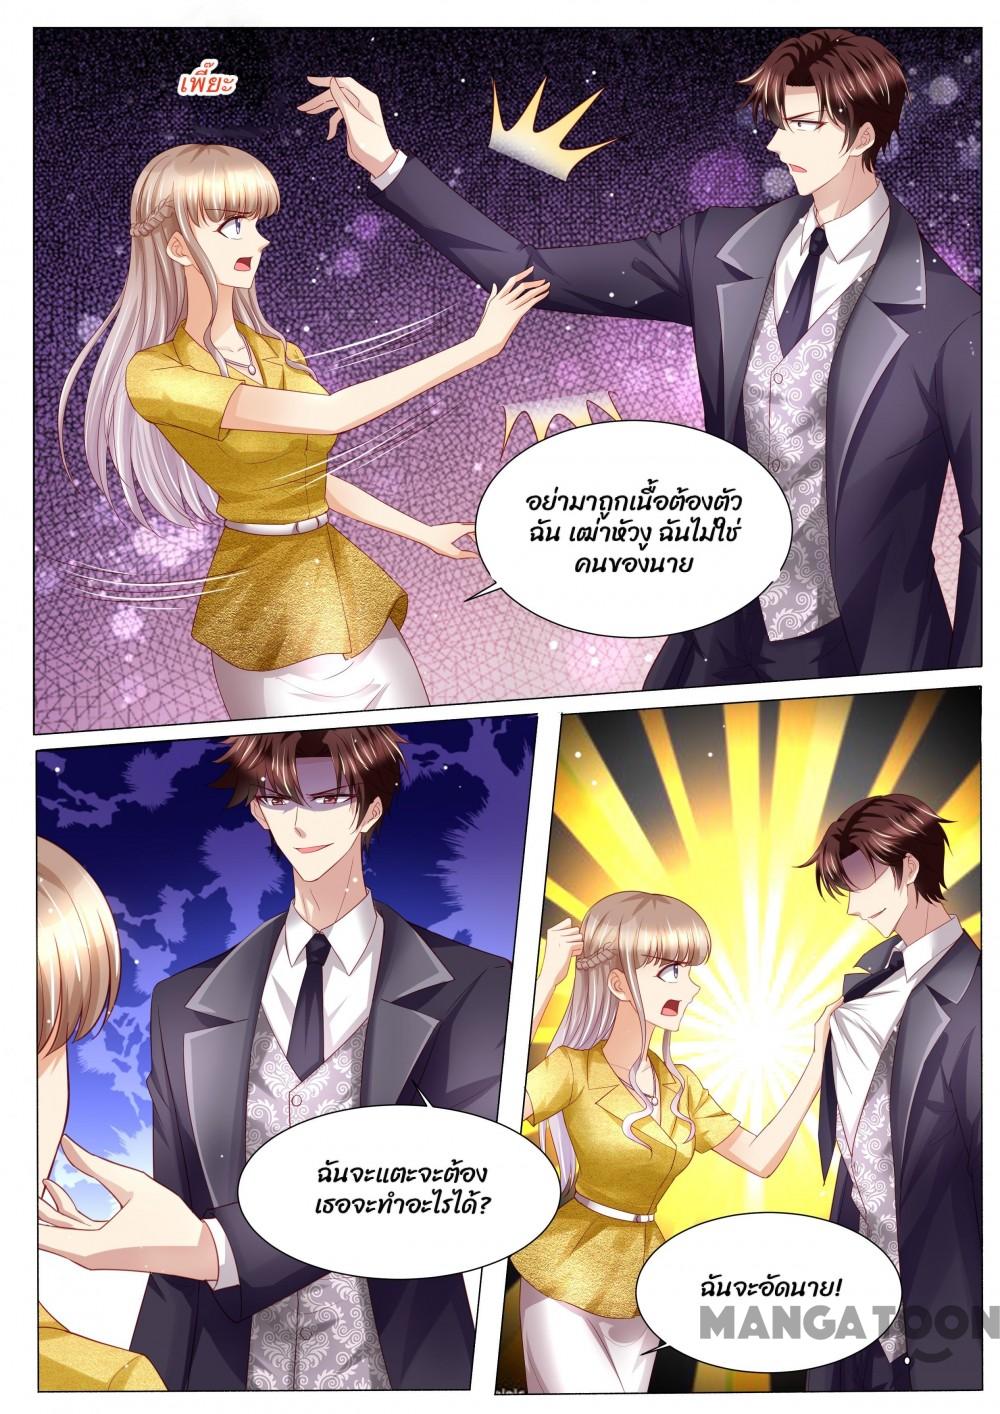 เพี๊ยะ
อย่ามาถูกเนื้อต้องตัว
ฉัน เฒ่าหัวงู ฉันไม่ใช่
คนของนาย
ฉันจะแตะจะต้อง
เธอจะทำอะไรได้?
ฉันจะอัดนาย!
MANGATOON